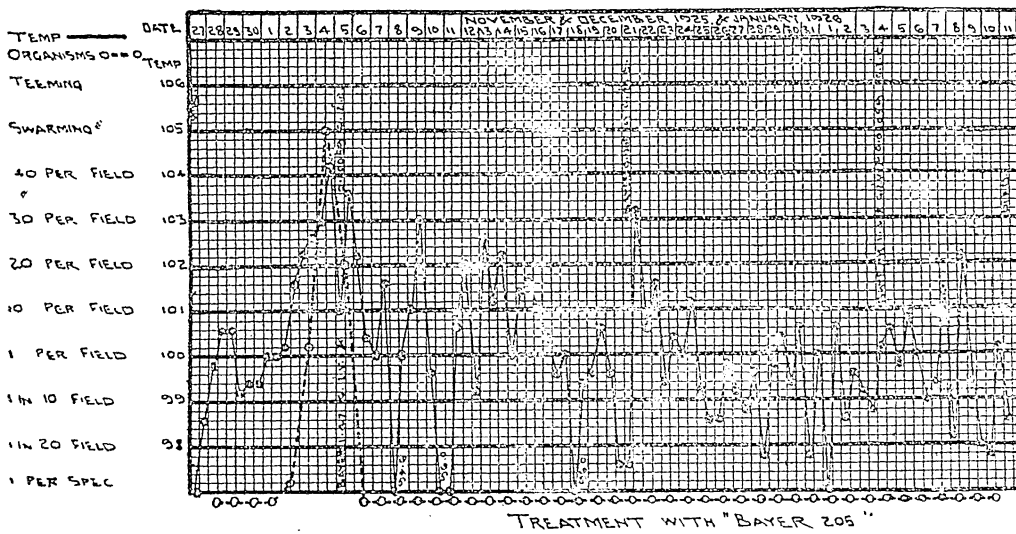 NOVEMBER & DECEMBER 1925, & JANUARY, 1926
DATE 27 28 29 30 1 2 3 4 5 6 7 8 9 10 11 12 13 14 15 16 17 18 19 20 21 22 23 24 25 26 27 28 29 30 31 1 2 3 4 5 6 7 8 9 10 11
TEMP
ORGANISMS O===O
TEMP
TEEMING 106
SWARMING 105
40 PER FIELD 104
30 PER FIELD 103
20 PER FIELD 102
10 PER FIELD 101
1 PER FIELD 100
1 IN 10 FIELD 99
1 IN 20 FIELD 98
1 PER SPEC
TREATMENT WITH "BAYER 205"